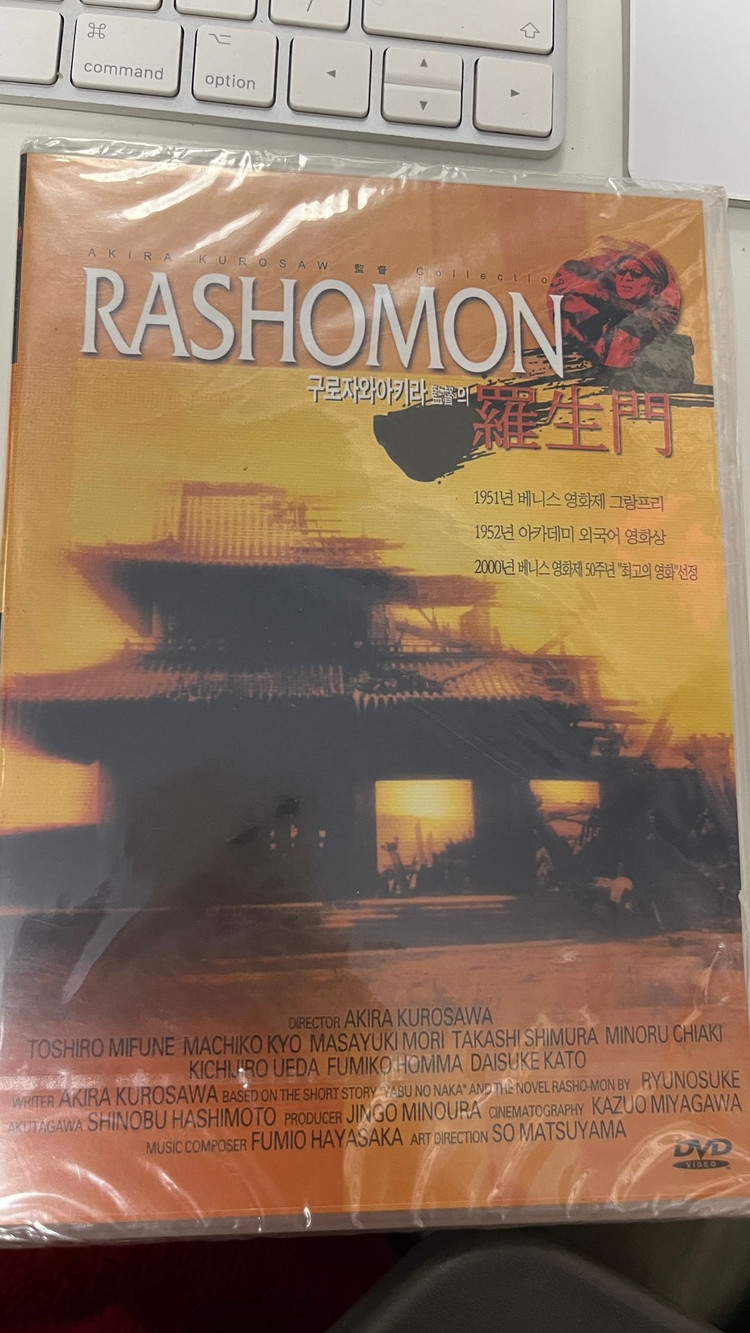 ⌘
command
⌥
option
⇧
◀
▲
▼
▶
AKIRA KUROSAW 監督 Collection
RASHOMON
구로자와아키라 監督의
羅生門
1951년 베니스 영화제 그랑프리
1952년 아카데미 외국어 영화상
2000년 베니스 영화제 50주년 "최고의 영화"선정
DIRECTOR AKIRA KUROSAWA
TOSHIRO MIFUNE MACHIKO KYO MASAYUKI MORI TAKASHI SHIMURA MINORU CHIAKI
KICHIJIRO UEDA FUMIKO HOMMA DAISUKE KATO
WRITER AKIRA KUROSAWA BASED ON THE SHORT STORY "YABU NO NAKA" AND THE NOVEL RASHO-MON BY RYUNOSUKE
AKUTAGAWA SHINOBU HASHIMOTO PRODUCER JINGO MINOURA CINEMATOGRAPHY KAZUO MIYAGAWA
MUSIC COMPOSER FUMIO HAYASAKA ART DIRECTION SO MATSUYAMA
DVD
VIDEO